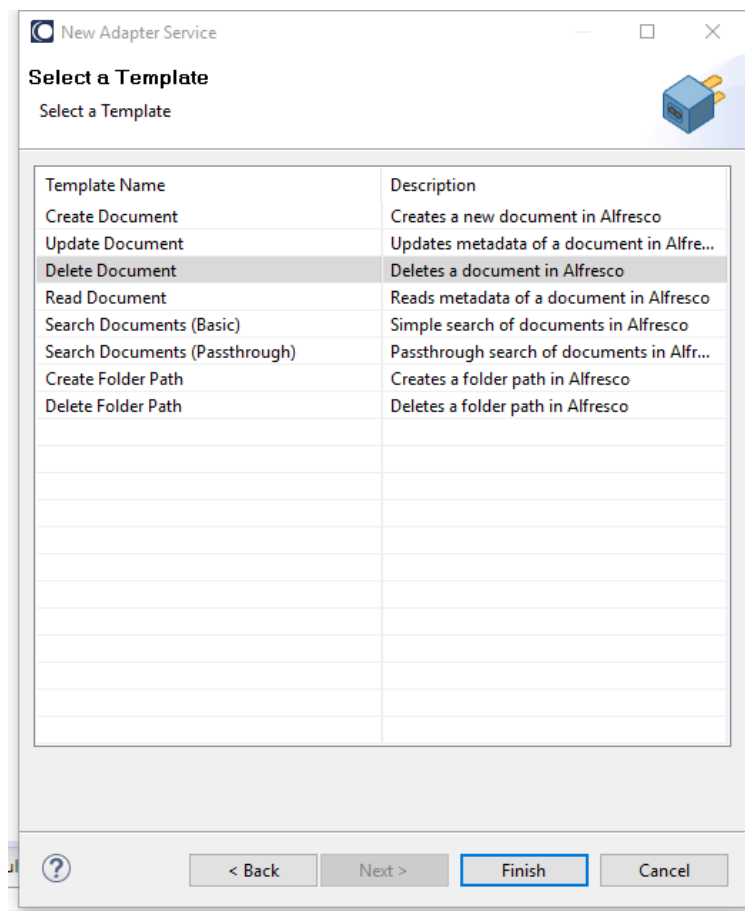 New Adapter Service
Select a Template
Select a Template
Template Name Description
Create Document Creates a new document in Alfresco
Update Document Updates metadata of a document in Alfre...
Delete Document Deletes a document in Alfresco
Read Document Reads metadata of a document in Alfresco
Search Documents (Basic) Simple search of documents in Alfresco
Search Documents (Passthrough) Passthrough search of documents in Alfr...
Create Folder Path Creates a folder path in Alfresco
Delete Folder Path Deletes a folder path in Alfresco
? < Back Next > Finish Cancel